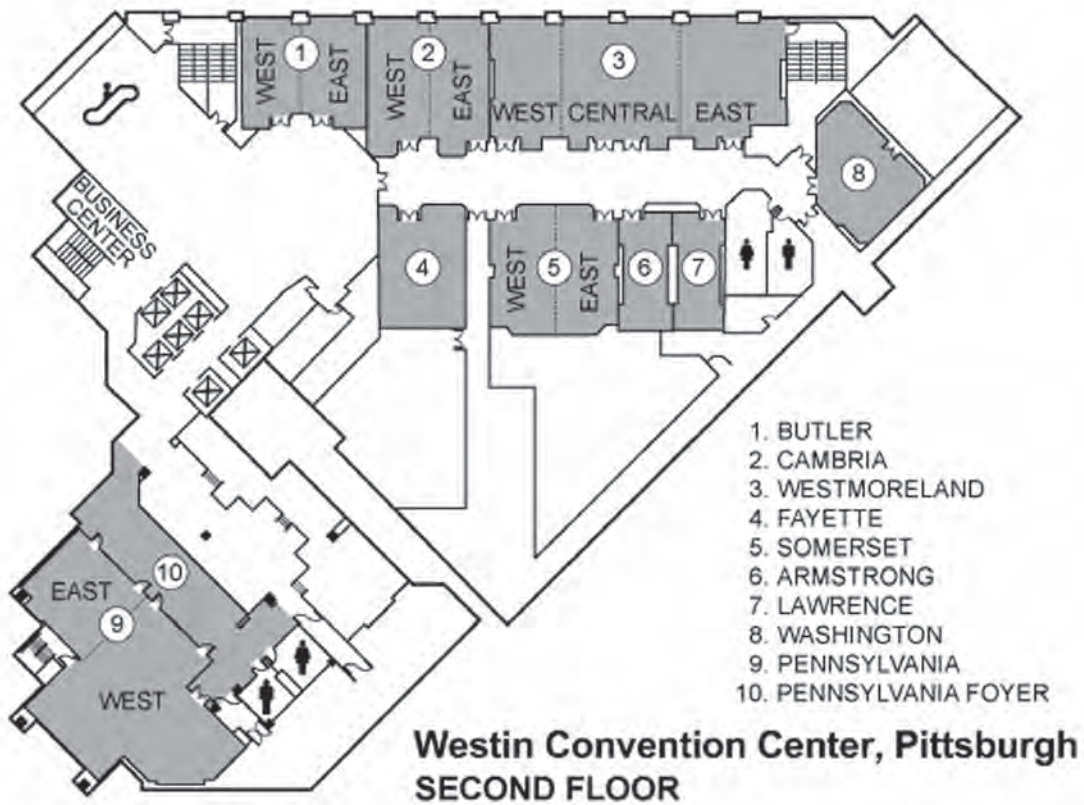 1
2
3
WEST
EAST
WEST
EAST
WEST
CENTRAL
EAST
8
BUSINESS
CENTER
4
WEST
5
EAST
6
7
1. BUTLER
2. CAMBRIA
3. WESTMORELAND
4. FAYETTE
5. SOMERSET
6. ARMSTRONG
7. LAWRENCE
8. WASHINGTON
9. PENNSYLVANIA
10. PENNSYLVANIA FOYER
10
EAST
9
WEST
Westin Convention Center, Pittsburgh
SECOND FLOOR